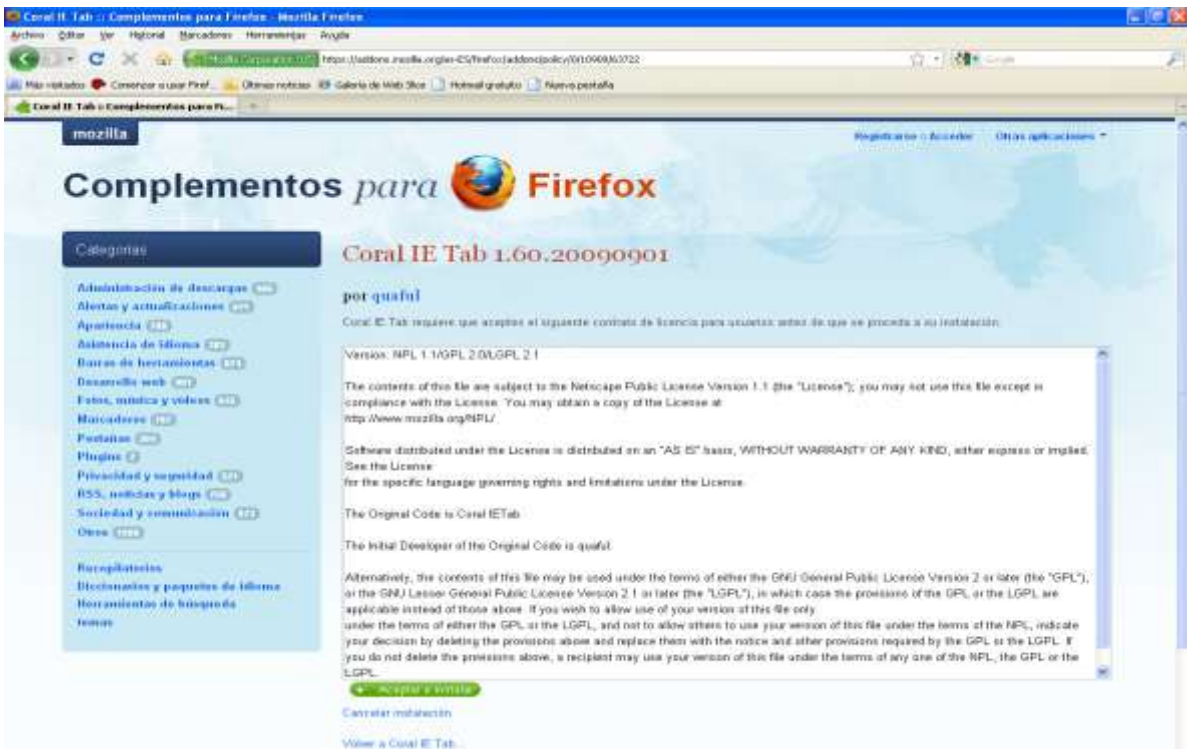 Coral IE Tab :: Complementos para Firefox - Mozilla Firefox
Archivo Editar Ver Historial Marcadores Herramientas Ayuda
Más visitados Comenzar a usar Firef... Últimas noticias Galería de Web Slice Hotmail gratuito Nueva pestaña
Coral IE Tab :: Complementos para Fi...
mozilla
Registrarse o Acceder Otras aplicaciones
Complementos para Firefox
Categorías
Coral IE Tab 1.60.20090901
por quaful
Coral IE Tab requiere que aceptes el siguiente contrato de licencia para usuarios antes de que se proceda a su instalación:
Administración de descargas
Alertas y actualizaciones
Apariencia
Asistencia de idioma
Barras de herramientas
Desarrollo web
Fotos, música y vídeos
Marcadores
Pestañas
Plugins
Privacidad y seguridad
RSS, noticias y blogs
Sociedad y comunicación
Otros
Recopilatorios
Diccionarios y paquetes de idioma
Herramientas de búsqueda
temas
Version: NPL 1.1/GPL 2.0/LGPL 2.1
The contents of this file are subject to the Netscape Public License Version 1.1 (the "License"); you may not use this file except in
compliance with the License. You may obtain a copy of the License at
http://www.mozilla.org/NPL/
Software distributed under the License is distributed on an "AS IS" basis, WITHOUT WARRANTY OF ANY KIND, either express or implied.
See the License
for the specific language governing rights and limitations under the License.
The Original Code is Coral IETab.
The Initial Developer of the Original Code is quaful.
Alternatively, the contents of this file may be used under the terms of either the GNU General Public License Version 2 or later (the "GPL"),
or the GNU Lesser General Public License Version 2.1 or later (the "LGPL"), in which case the provisions of the GPL or the LGPL are
applicable instead of those above. If you wish to allow use of your version of this file only
under the terms of either the GPL or the LGPL, and not to allow others to use your version of this file under the terms of the NPL, indicate
your decision by deleting the provisions above and replace them with the notice and other provisions required by the GPL or the LGPL. If
you do not delete the provisions above, a recipient may use your version of this file under the terms of any one of the NPL, the GPL or the
LGPL.
Aceptar e instalar
Cancelar instalación
Volver a Coral IE Tab...